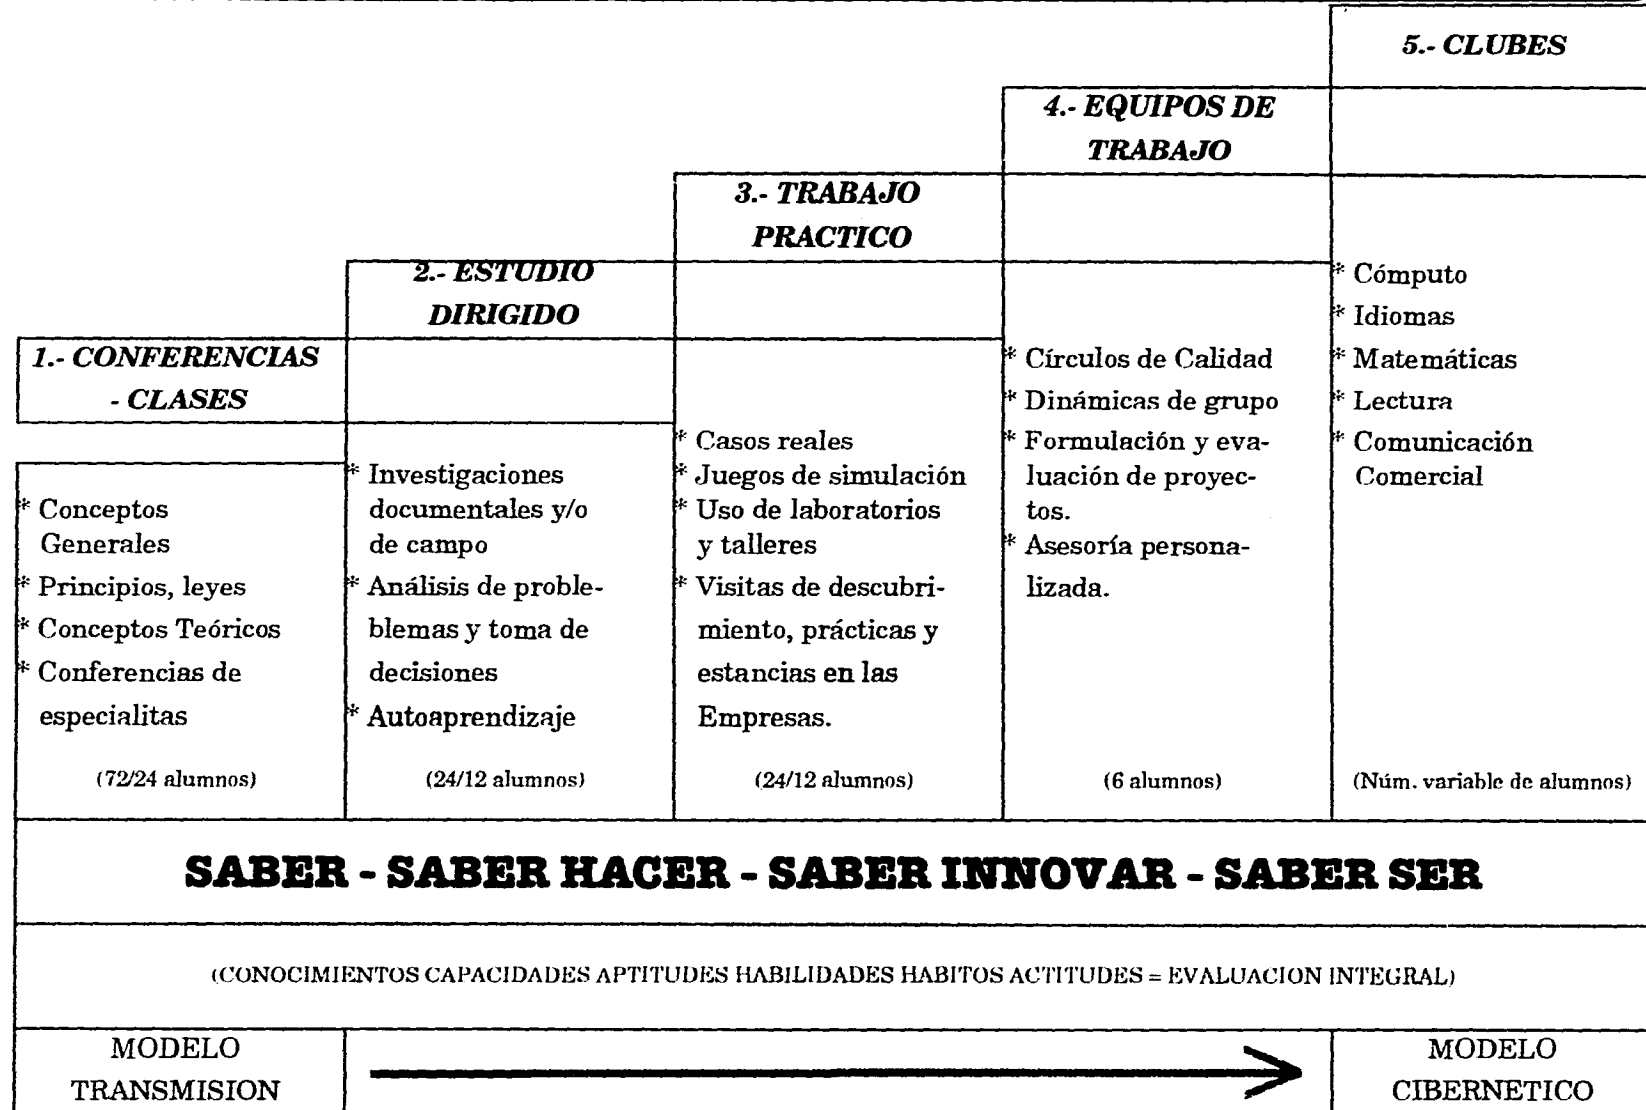 5.- CLUBES
4.- EQUIPOS DE
TRABAJO
3.- TRABAJO
PRACTICO
2.- ESTUDIO
DIRIGIDO
1.- CONFERENCIAS
- CLASES
* Conceptos
Generales
* Principios, leyes
* Conceptos Teóricos
* Conferencias de
especialitas
(72/24 alumnos)
* Investigaciones
documentales y/o
de campo
* Análisis de proble-
blemas y toma de
decisiones
* Autoaprendizaje
(24/12 alumnos)
* Casos reales
* Juegos de simulación
* Uso de laboratorios
y talleres
* Visitas de descubri-
miento, prácticas y
estancias en las
Empresas.
(24/12 alumnos)
* Círculos de Calidad
* Dinámicas de grupo
* Formulación y eva-
luación de proyec-
tos.
* Asesoría persona-
lizada.
(6 alumnos)
* Cómputo
* Idiomas
* Matemáticas
* Lectura
* Comunicación
Comercial
(Núm. variable de alumnos)
SABER - SABER HACER - SABER INNOVAR - SABER SER
(CONOCIMIENTOS CAPACIDADES APTITUDES HABILIDADES HABITOS ACTITUDES = EVALUACION INTEGRAL)
MODELO
TRANSMISION
MODELO
CIBERNETICO